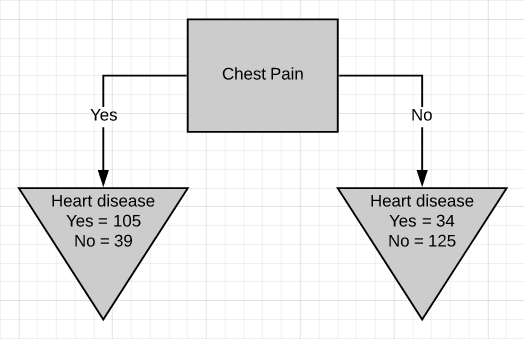 Chest Pain
Yes
No
Heart disease
Yes = 105
No = 39
Heart disease
Yes = 34
No = 125